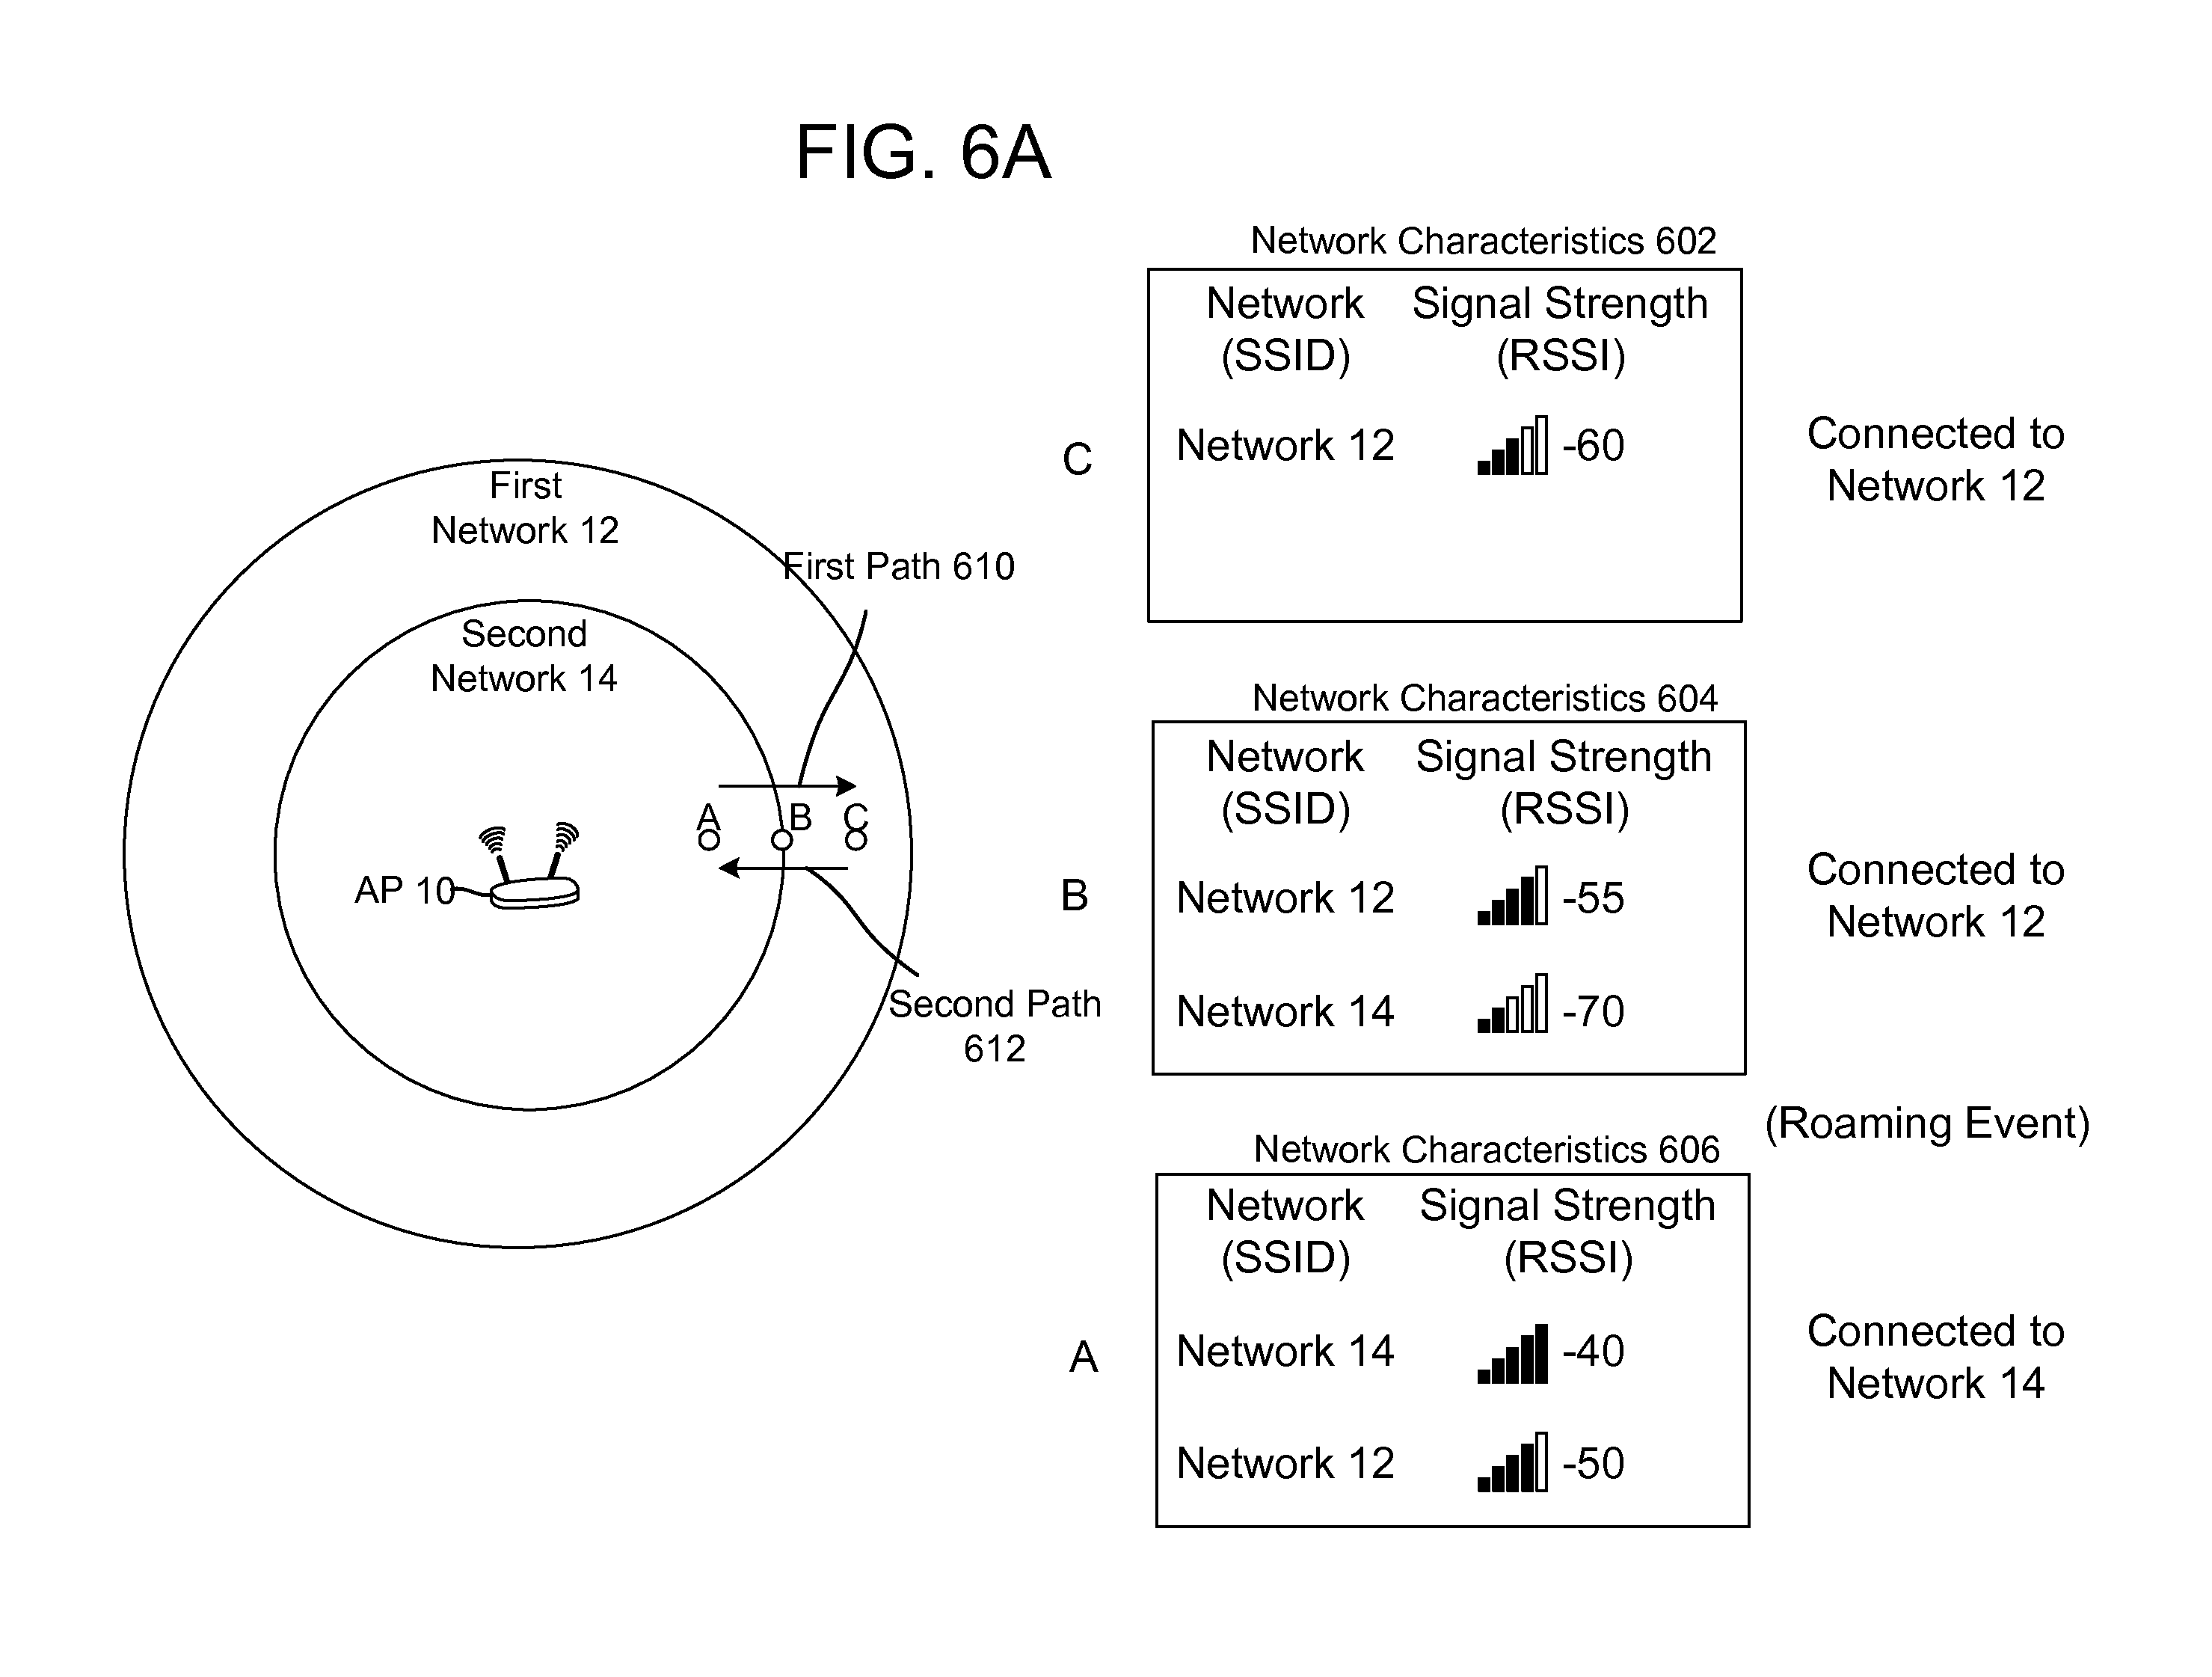 FIG. 6A
First
Network 12
Second
Network 14
First Path 610
A
B
C
AP 10
Second Path
612
Network Characteristics 602
Network Signal Strength
(SSID) (RSSI)
C
Network 12 -60
Connected to
Network 12
Network Characteristics 604
Network Signal Strength
(SSID) (RSSI)
B
Network 12 -55
Network 14 -70
Connected to
Network 12
(Roaming Event)
Network Characteristics 606
Network Signal Strength
(SSID) (RSSI)
A
Network 14 -40
Network 12 -50
Connected to
Network 14